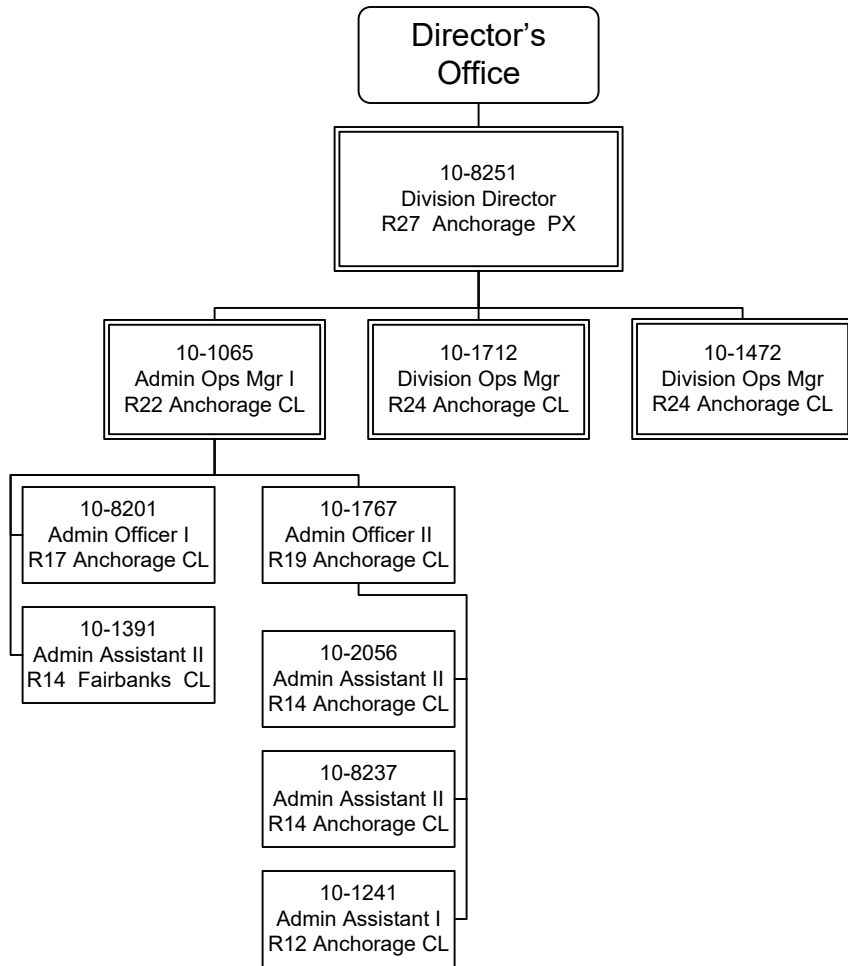 Director’s
Office
10-8251
Division Director
R27 Anchorage PX
10-1065
Admin Ops Mgr I
R22 Anchorage CL
10-1712
Division Ops Mgr
R24 Anchorage CL
10-1472
Division Ops Mgr
R24 Anchorage CL
10-8201
Admin Officer I
R17 Anchorage CL
10-1767
Admin Officer II
R19 Anchorage CL
10-1391
Admin Assistant II
R14 Fairbanks CL
10-2056
Admin Assistant II
R14 Anchorage CL
10-8237
Admin Assistant II
R14 Anchorage CL
10-1241
Admin Assistant I
R12 Anchorage CL